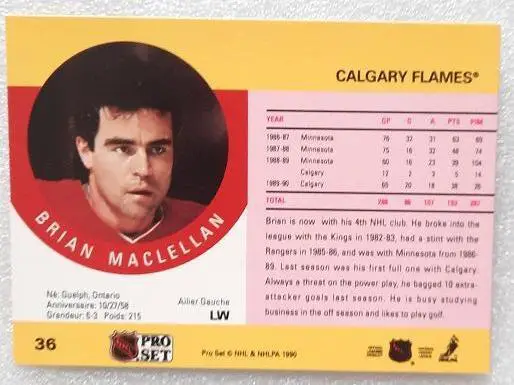 CALGARY FLAMES®
YEAR GP G A PTS PIM
1986-87 Minnesota 76 32 31 63 69
1987-88 Minnesota 75 16 32 48 74
1988-89 Minnesota 60 16 23 39 104
Calgary 12 2 3 5 14
1989-90 Calgary 65 20 18 38 26
TOTAL
BRIAN MACLELLAN
Brian is now with his 4th NHL club. He broke into the
league with the Kings in 1982-83, had a stint with the
Rangers in 1985-86, and was with Minnesota from 1986-
89. Last season was his first full one with Calgary.
Always a threat on the power play, he bagged 10 extra-
attacker goals last season. He is busy studying
business in the off season and likes to play golf.
Né: Guelph, Ontario
Anniversaire: 10/27/58
Grandeur: 6-3 Poids: 215
Ailier Gauche
LW
36
NHL
PRO
SET
Pro Set © NHL & NHLPA 1990